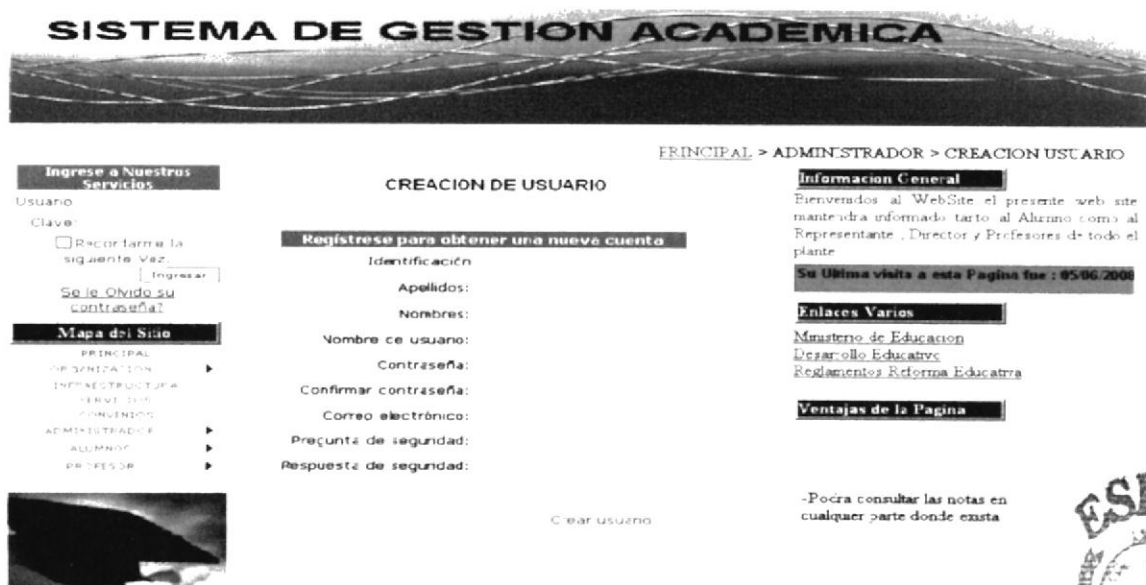 SISTEMA DE GESTION ACADEMICA
PRINCIPAL > ADMINISTRADOR > CREACION USUARIO
Ingrese a Nuestros
Servicios
Usuario
Clave:
Recordarme la
siguiente Vez.
Ingresar
Se le Olvido su
contraseña?
Mapa del Sitio
PRINCIPAL
ORGANIZACION
INFRAESTRUCTURA
SERVICIOS
CONVENIOS
ADMINISTRADOR
ALUMNOS
PROFESOR
CREACION DE USUARIO
Regístrese para obtener una nueva cuenta
Identificación
Apellidos:
Nombres:
Nombre de usuario:
Contraseña:
Confirmar contraseña:
Correo electrónico:
Pregunta de seguridad:
Respuesta de seguridad:
Crear usuario
Informacion General
Bienvenidos al WebSite el presente web site
mantendra informado tanto al Alumno como al
Representante , Director y Profesores de todo el
plante
Su Ultima visita a esta Pagina fue : 05/06/2008
Enlaces Varios
Ministerio de Educacion
Desarrollo Educativo
Reglamentos Reforma Educativa
Ventajas de la Pagina
-Podra consultar las notas en
cualquier parte donde exista